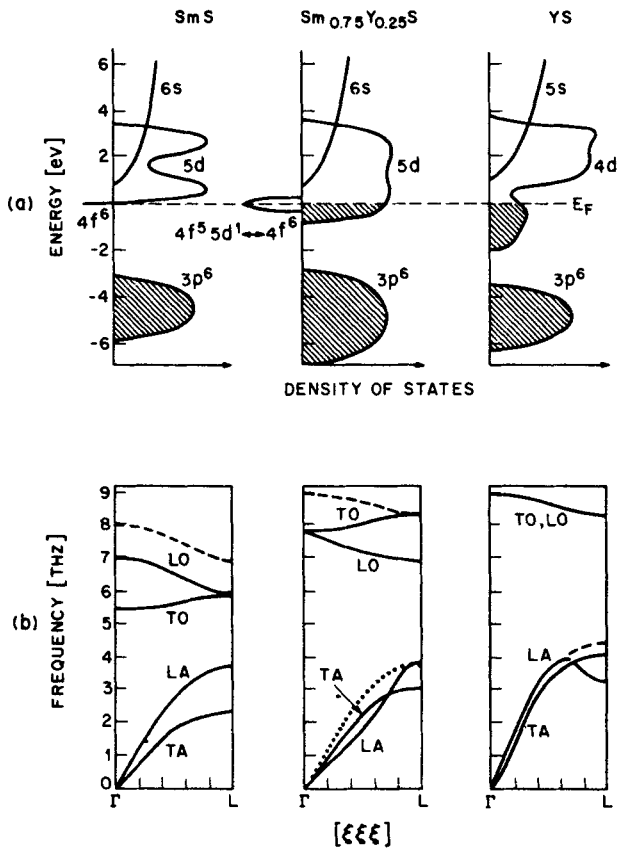 SmS
Sm0.75Y0.25S
YS
(a)
ENERGY [eV]
6
4
2
0
-2
-4
-6
6s
5d
4f6
3p6
6s
5d
4f5 5d1 ↔ 4f6
3p6
5s
4d
EF
3p6
DENSITY OF STATES
(b)
FREQUENCY [THZ]
9
8
7
6
5
4
3
2
1
0
LO
TO
LA
TA
Γ
L
TO
LO
TA
LA
Γ
L
TO, LO
LA
TA
Γ
L
[ξξξ]